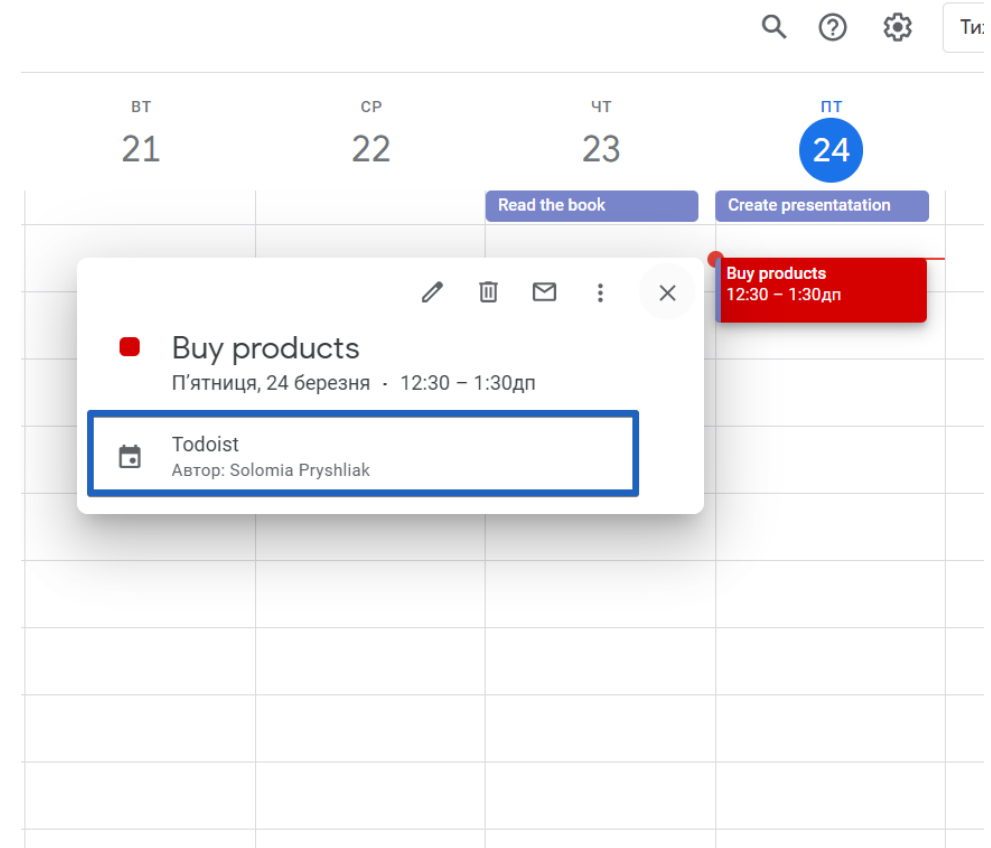 Ти
ВТ
СР
ЧТ
ПТ
21
22
23
24
Read the book
Create presentatation
Buy products
12:30 – 1:30дп
Buy products
П'ятниця, 24 березня · 12:30 – 1:30дп
Todoist
Автор: Solomia Pryshliak